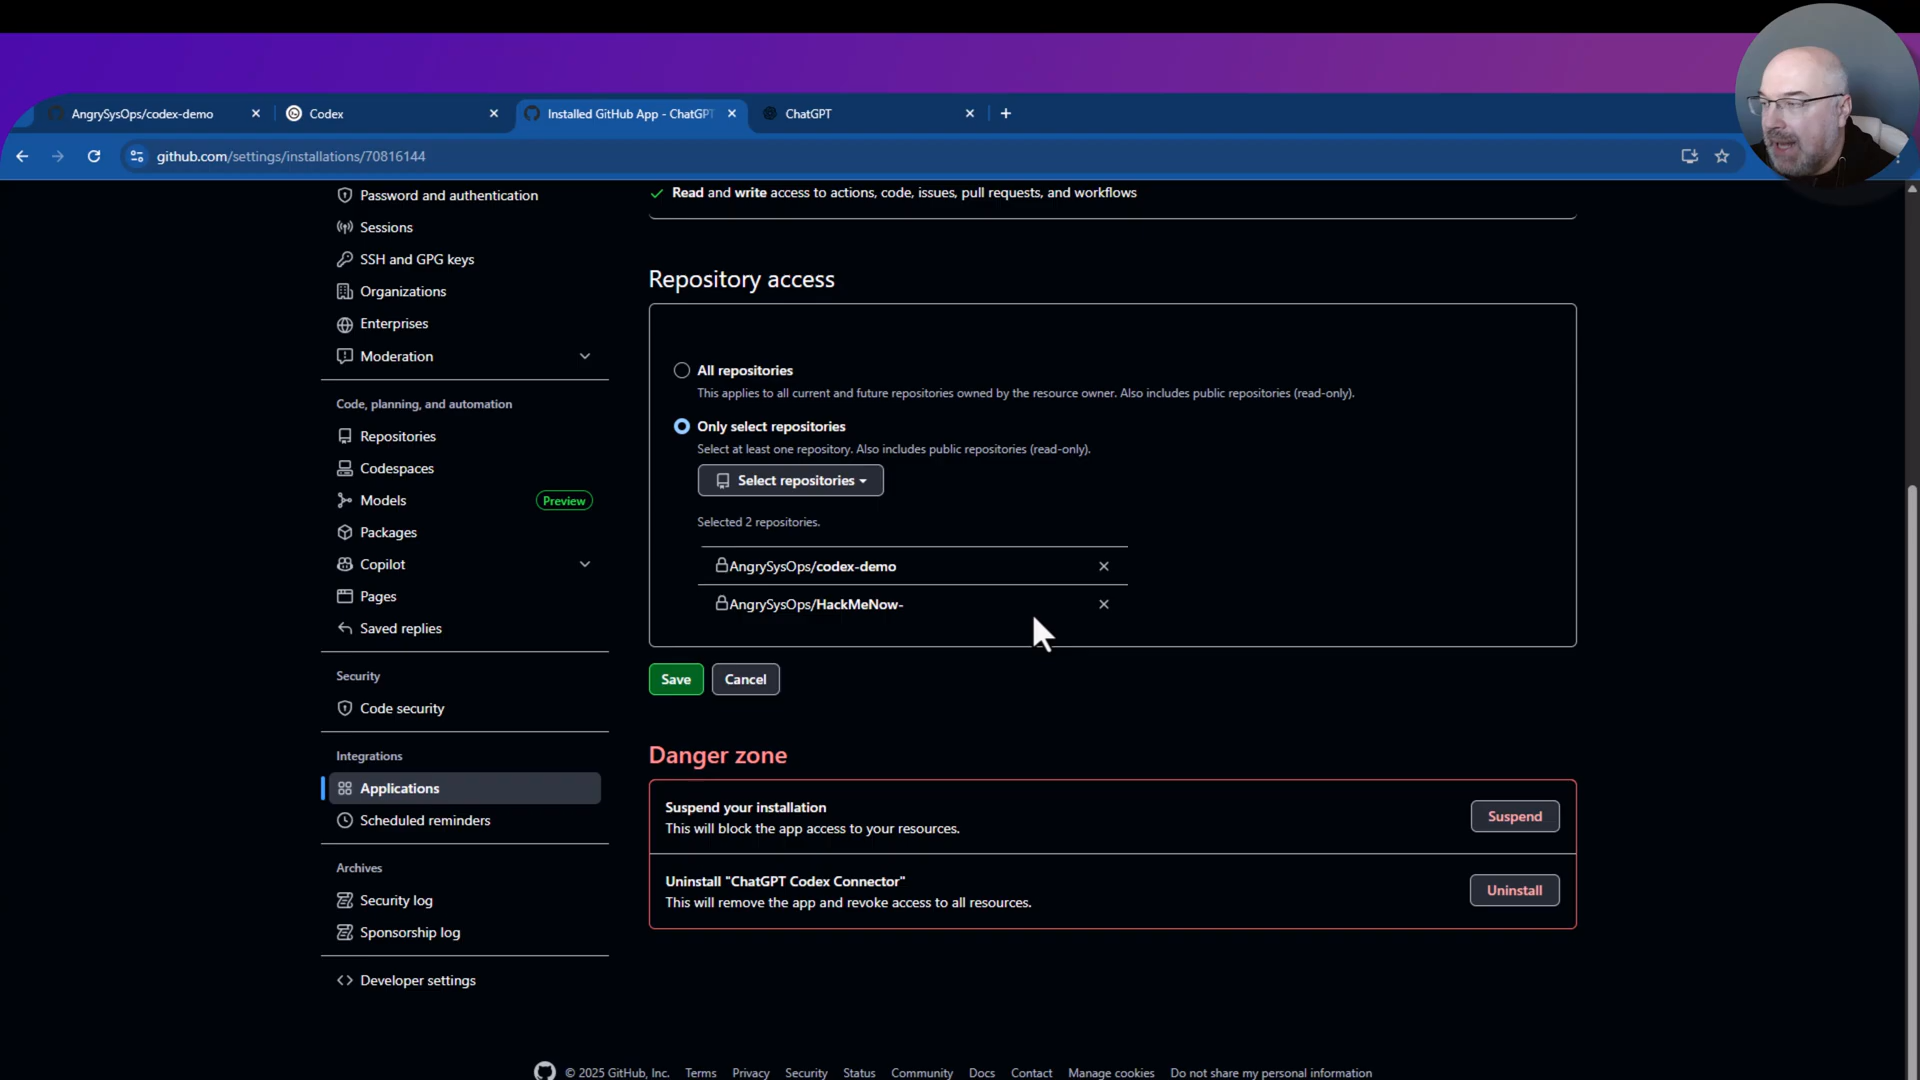 AngrySysOps/codex-demo
Codex
Installed GitHub App - ChatGPT
ChatGPT
github.com/settings/installations/70816144
Password and authentication
Sessions
SSH and GPG keys
Organizations
Enterprises
Moderation
Code, planning, and automation
Repositories
Codespaces
Models
Preview
Packages
Copilot
Pages
Saved replies
Security
Code security
Integrations
Applications
Scheduled reminders
Archives
Security log
Sponsorship log
Developer settings
Read and write access to actions, code, issues, pull requests, and workflows
Repository access
All repositories
This applies to all current and future repositories owned by the resource owner. Also includes public repositories (read-only).
Only select repositories
Select at least one repository. Also includes public repositories (read-only).
Select repositories
Selected 2 repositories.
AngrySysOps/codex-demo
AngrySysOps/HackMeNow-
Save
Cancel
Danger zone
Suspend your installation
This will block the app access to your resources.
Suspend
Uninstall "ChatGPT Codex Connector"
This will remove the app and revoke access to all resources.
Uninstall
© 2025 GitHub, Inc. Terms Privacy Security Status Community Docs Contact Manage cookies Do not share my personal information